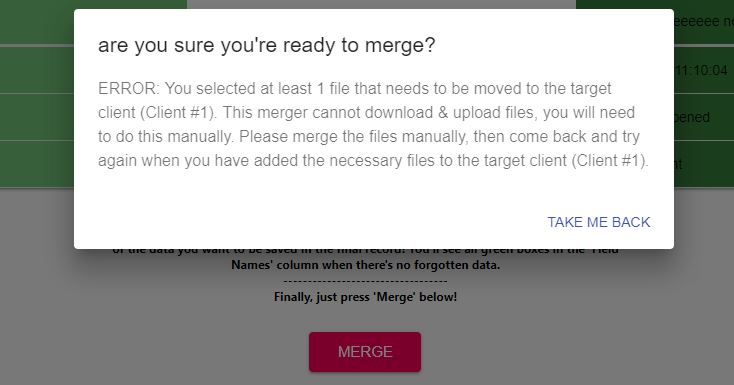 eeeeee
are you sure you're ready to merge?
11:10:04
ERROR: You selected at least 1 file that needs to be moved to the target
client (Client #1). This merger cannot download & upload files, you will need
to do this manually. Please merge the files manually, then come back and try
again when you have added the necessary files to the target client (Client #1).
TAKE ME BACK
of the data you want to be saved in the final record! You'll see all green boxes in the 'Field
Names' column when there's no forgotten data.
---------------------------------
Finally, just press 'Merge' below!
MERGE